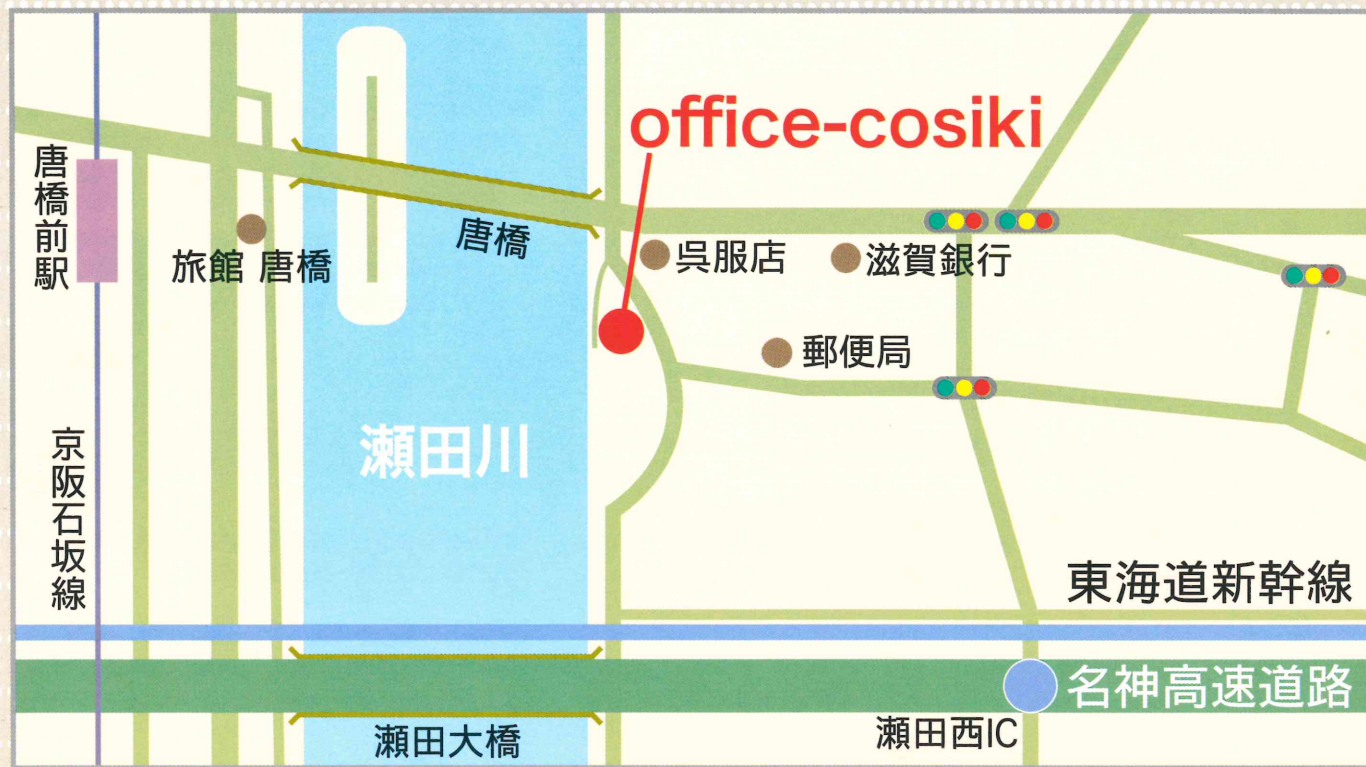 office-cosiki
唐橋前駅
旅館 唐橋
唐橋
呉服店
滋賀銀行
郵便局
瀬田川
京阪石坂線
東海道新幹線
名神高速道路
瀬田西IC
瀬田大橋